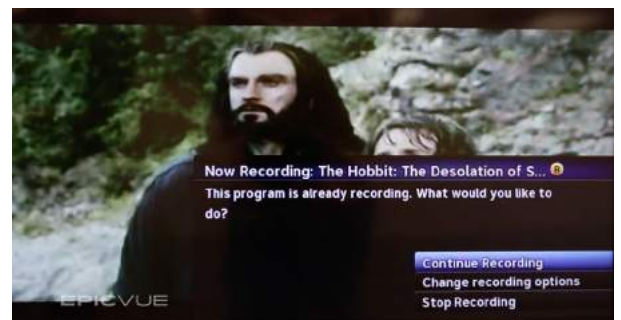 Now Recording: The Hobbit: The Desolation of S... R
This program is already recording. What would you like to
do?
Continue Recording
Change recording options
Stop Recording
EPICVUE